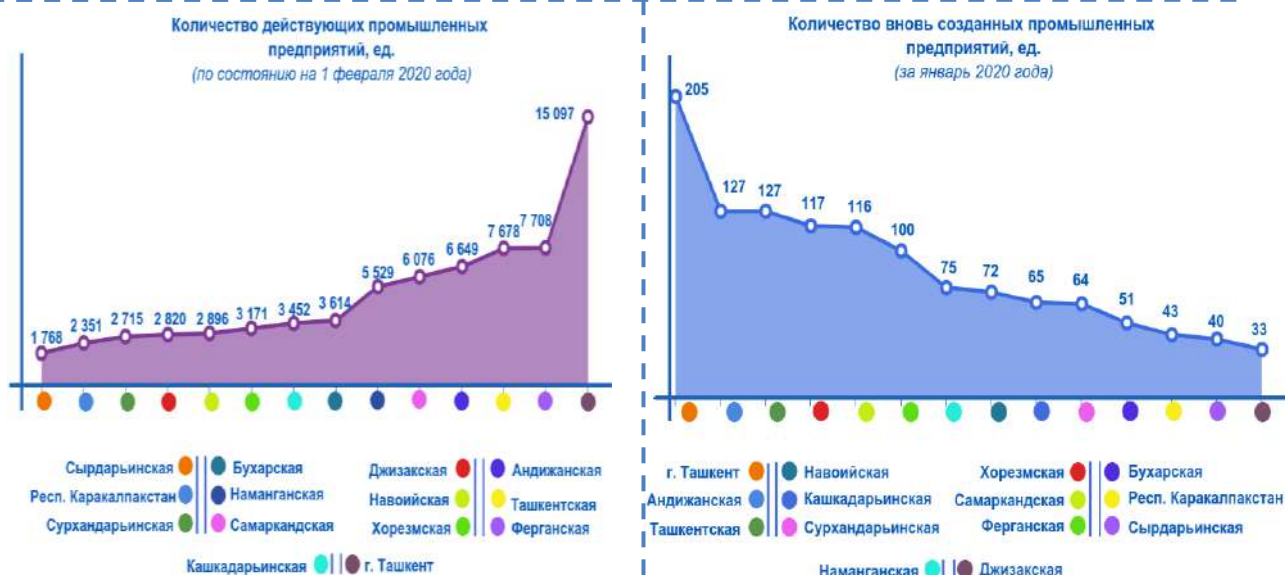 Количество действующих промышленных
предприятий, ед.
(по состоянию на 1 февраля 2020 года)
15 097
7 708
7 678
6 649
6 076
5 529
1 768
2 351
2 715
2 820
2 896
3 171
3 452
3 614
Сырдарьинская
Бухарская
Джизакская
Андижанская
Респ. Каракалпакстан
Наманганская
Навоийская
Ташкентская
Сурхандарьинская
Самаркандская
Хорезмская
Ферганская
Кашкадарьинская
г. Ташкент
Количество вновь созданных промышленных
предприятий, ед.
(за январь 2020 года)
205
127
127
117
116
100
75
72
65
64
51
43
40
33
г. Ташкент
Навоийская
Хорезмская
Бухарская
Андижанская
Кашкадарьинская
Самаркандская
Респ. Каракалпакстан
Ташкентская
Сурхандарьинская
Ферганская
Сырдарьинская
Наманганская
Джизакская